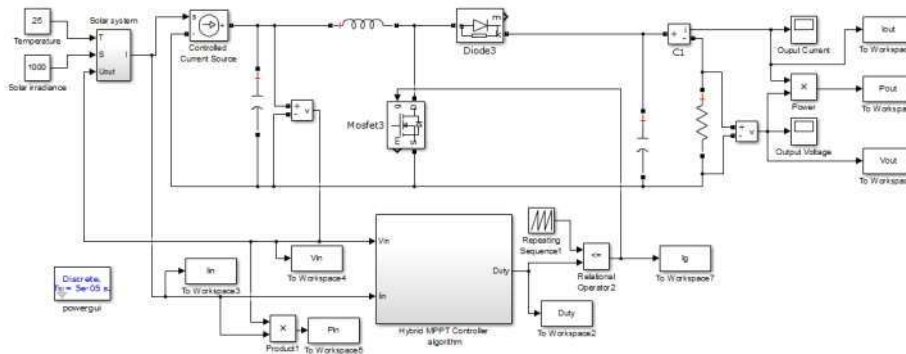 25
Temperature
1000
Solar irradiance
Solar system
T
S
I
Controlled
Current Source
Diode3
m
k
C1
Ouput Current
Iout
To Workspace
Power
Pout
To Workspace
Output Voltage
Vout
To Workspace
Mosfet3
g
D
m
S
v
v
Vin
To Workspace4
Iin
To Workspace3
Discrete,
powergui
Product1
Pin
To Workspace5
Vin
Iin
Duty
Hybrid MPPT Controller
algorithm
Repeating
Sequence1
<=
Relational
Operator2
Ig
To Workspace7
Duty
To Workspace2